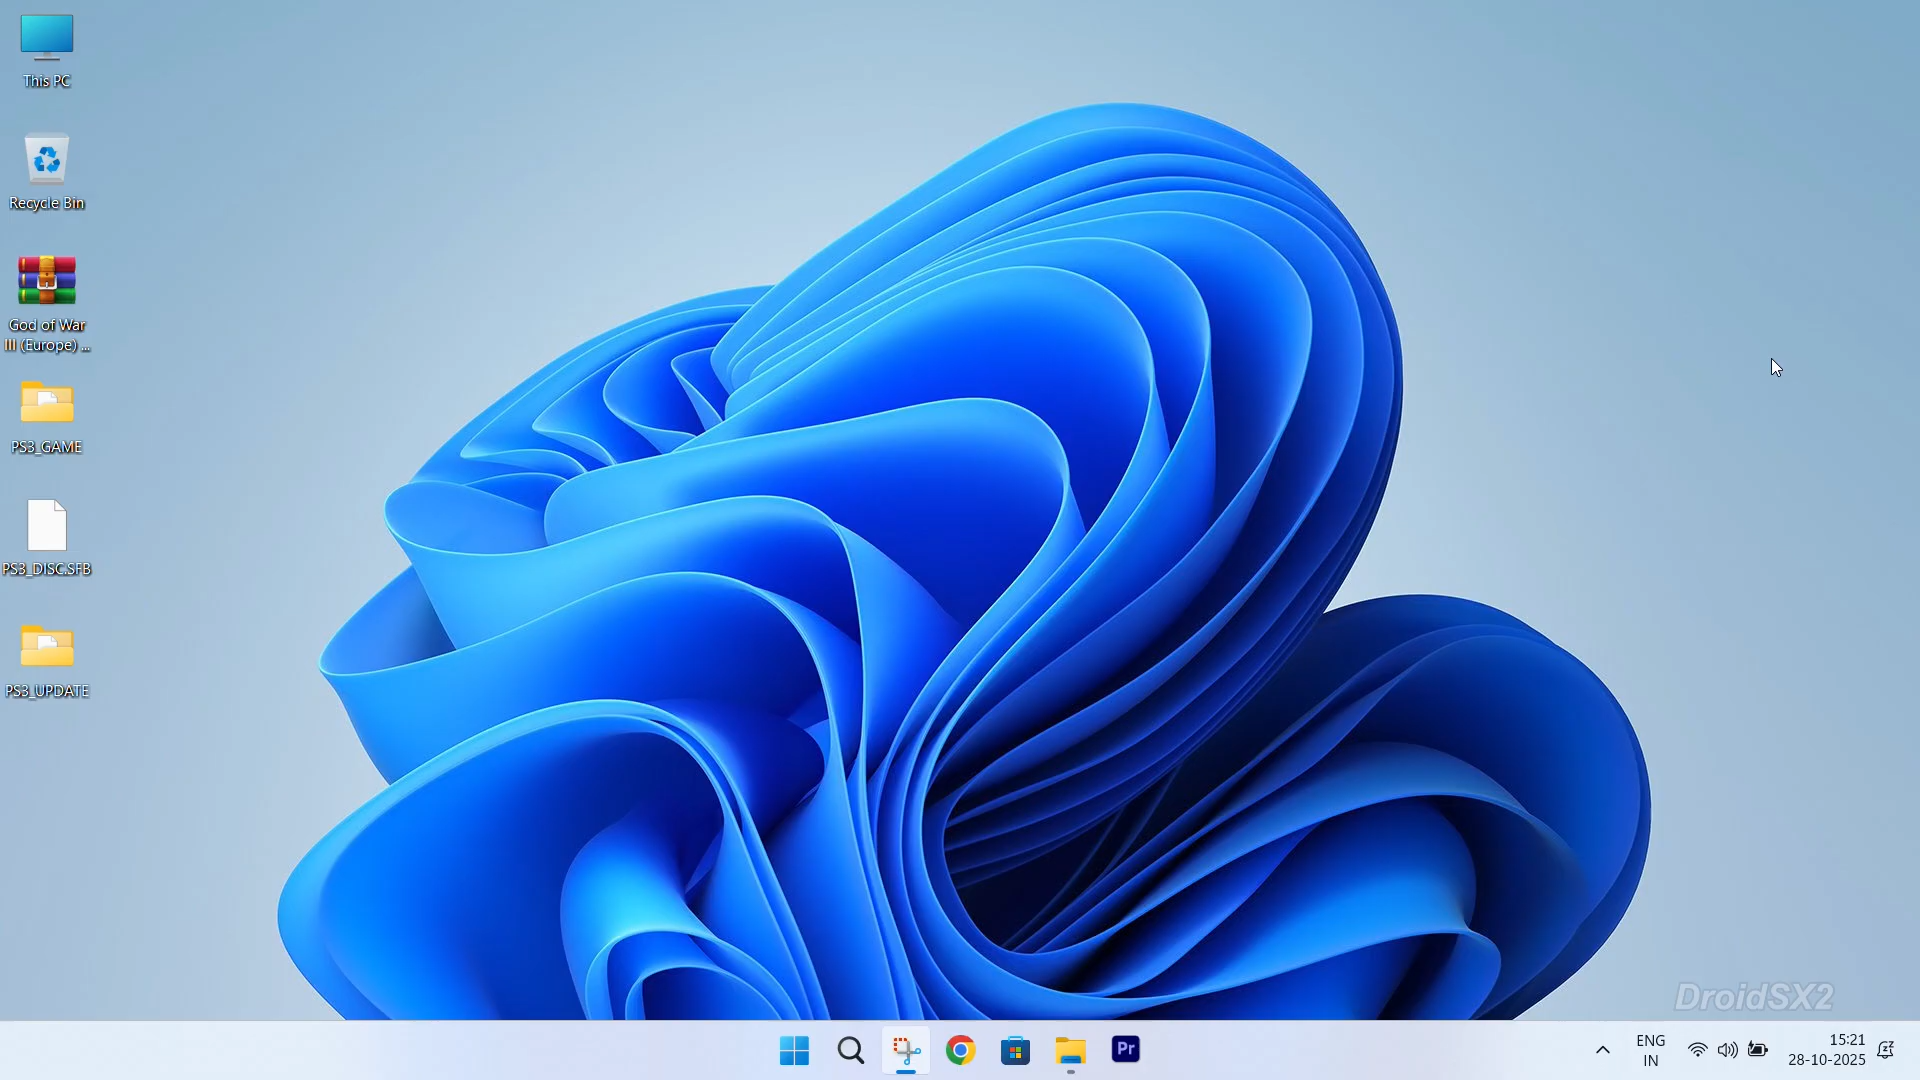 This PC
Recycle Bin
God of War
III (Europe) ...
PS3_GAME
PS3_DISC.SFB
PS3_UPDATE
DroidSX2
Pr
ENG
IN
15:21
28-10-2025